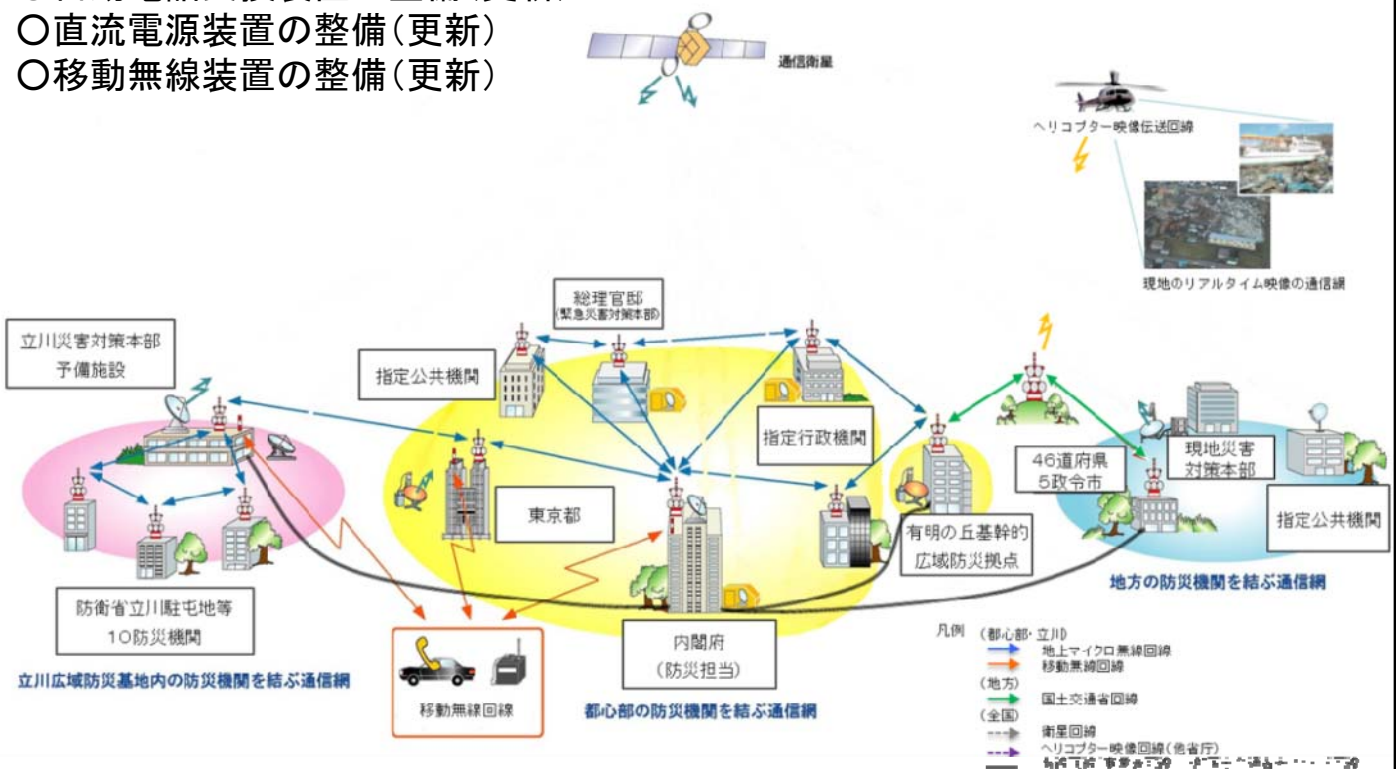 〇直流電源装置の整備(更新)
〇移動無線装置の整備(更新)
通信衛星
ヘリコプター映像伝送回線
現地のリアルタイム映像の通信網
総理官邸
(緊急災害対策本部)
立川災害対策本部
予備施設
指定公共機関
指定行政機関
東京都
46道府県
5政令市
現地災害
対策本部
指定公共機関
有明の丘基幹的
広域防災拠点
地方の防災機関を結ぶ通信網
防衛省立川駐屯地等
10防災機関
内閣府
(防災担当)
立川広域防災基地内の防災機関を結ぶ通信網
移動無線回線
都心部の防災機関を結ぶ通信網
凡例 (都心部・立川)
地上マイクロ無線回線
移動無線回線
(地方)
国土交通省回線
(全国)
衛星回線
ヘリコプター映像回線(他省庁)